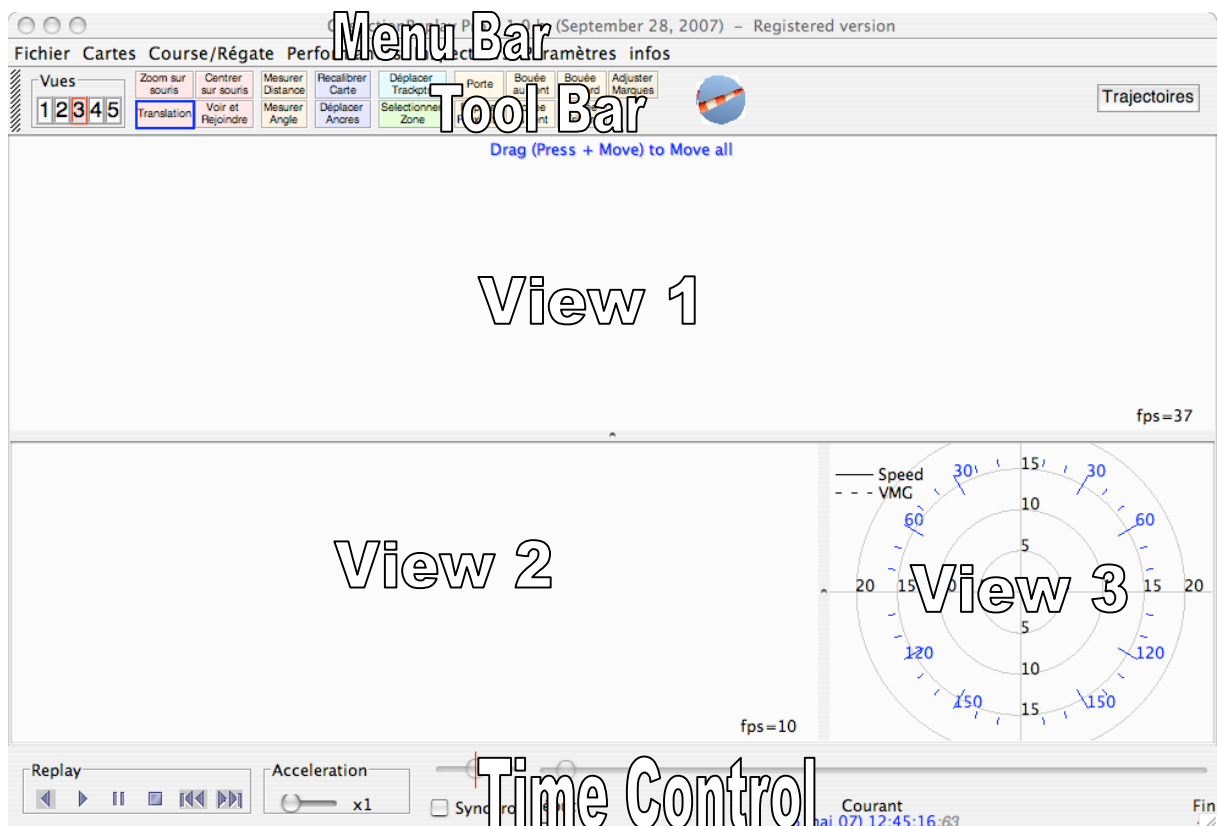 (September 28, 2007) – Registered version
Menu Bar
Fichier Cartes Course/Régate infos
Vues
1 2 3 4 5
Zoom sur souris
Centrer sur souris
Mesurer Distance
Recalibrer Carte
Déplacer
Porte
Bouée
Bouée
Adjuster Marques
Translation
Voir et Rejoindre
Mesurer Angle
Déplacer Ancres
Selectionner Zone
Tool Bar
Trajectoires
Drag (Press + Move) to Move all
View 1
fps=37
View 2
fps=10
Speed
VMG
30 15 30
60 10 60
5
20 15 View 3 15 20
5
120 10 120
150 15 150
Replay
Acceleration
x1
Time Control
Courant
Fin
07) 12:45:16:63